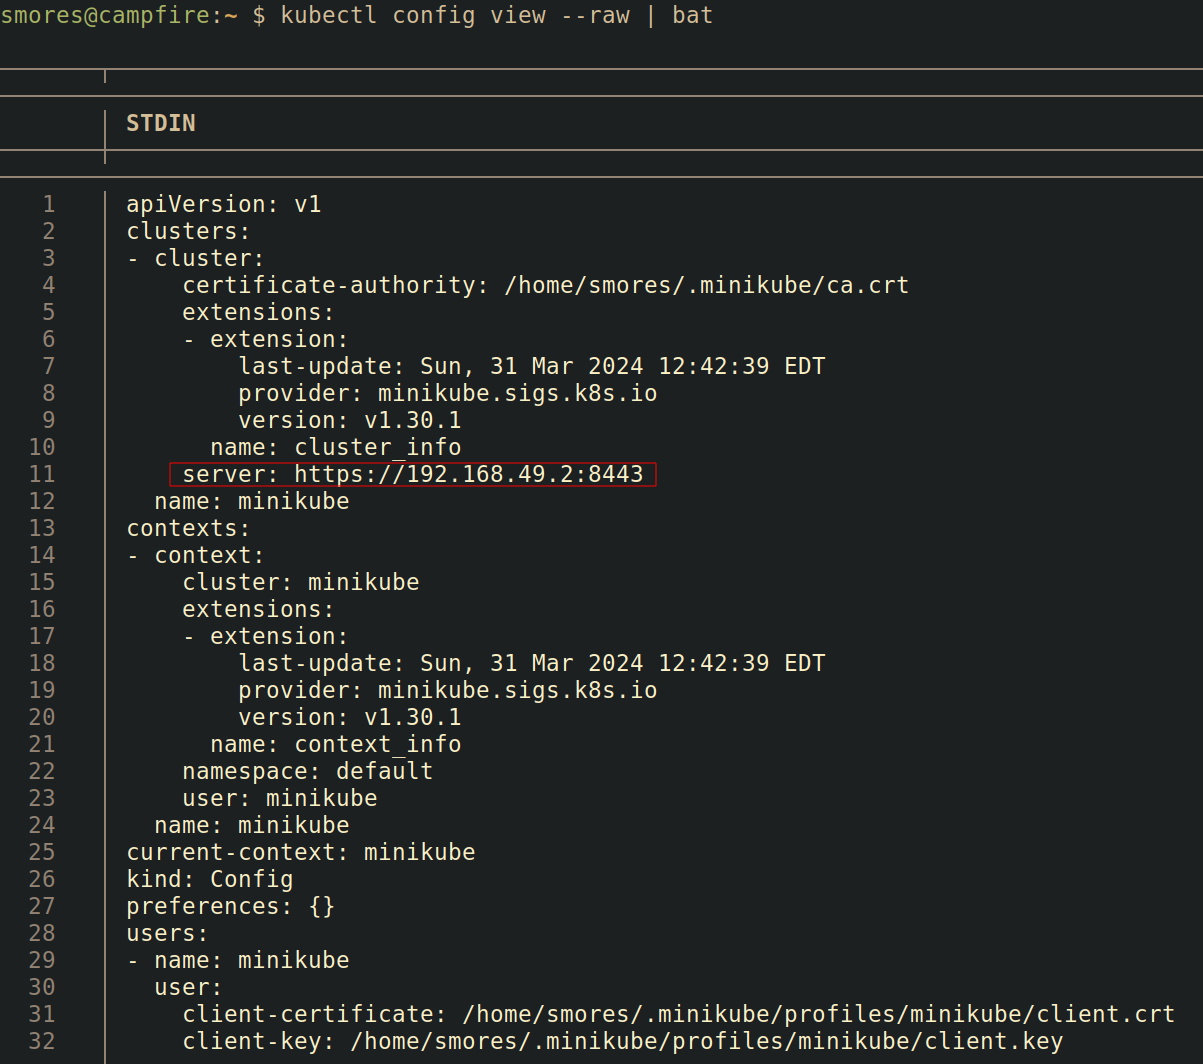 smores@campfire:~ $ kubectl config view --raw | bat
STDIN
1 apiVersion: v1
2 clusters:
3 - cluster:
4     certificate-authority: /home/smores/.minikube/ca.crt
5     extensions:
6     - extension:
7         last-update: Sun, 31 Mar 2024 12:42:39 EDT
8         provider: minikube.sigs.k8s.io
9         version: v1.30.1
10       name: cluster_info
11     server: https://192.168.49.2:8443
12   name: minikube
13 contexts:
14 - context:
15     cluster: minikube
16     extensions:
17     - extension:
18         last-update: Sun, 31 Mar 2024 12:42:39 EDT
19         provider: minikube.sigs.k8s.io
20         version: v1.30.1
21       name: context_info
22     namespace: default
23     user: minikube
24   name: minikube
25 current-context: minikube
26 kind: Config
27 preferences: {}
28 users:
29 - name: minikube
30   user:
31     client-certificate: /home/smores/.minikube/profiles/minikube/client.crt
32     client-key: /home/smores/.minikube/profiles/minikube/client.key